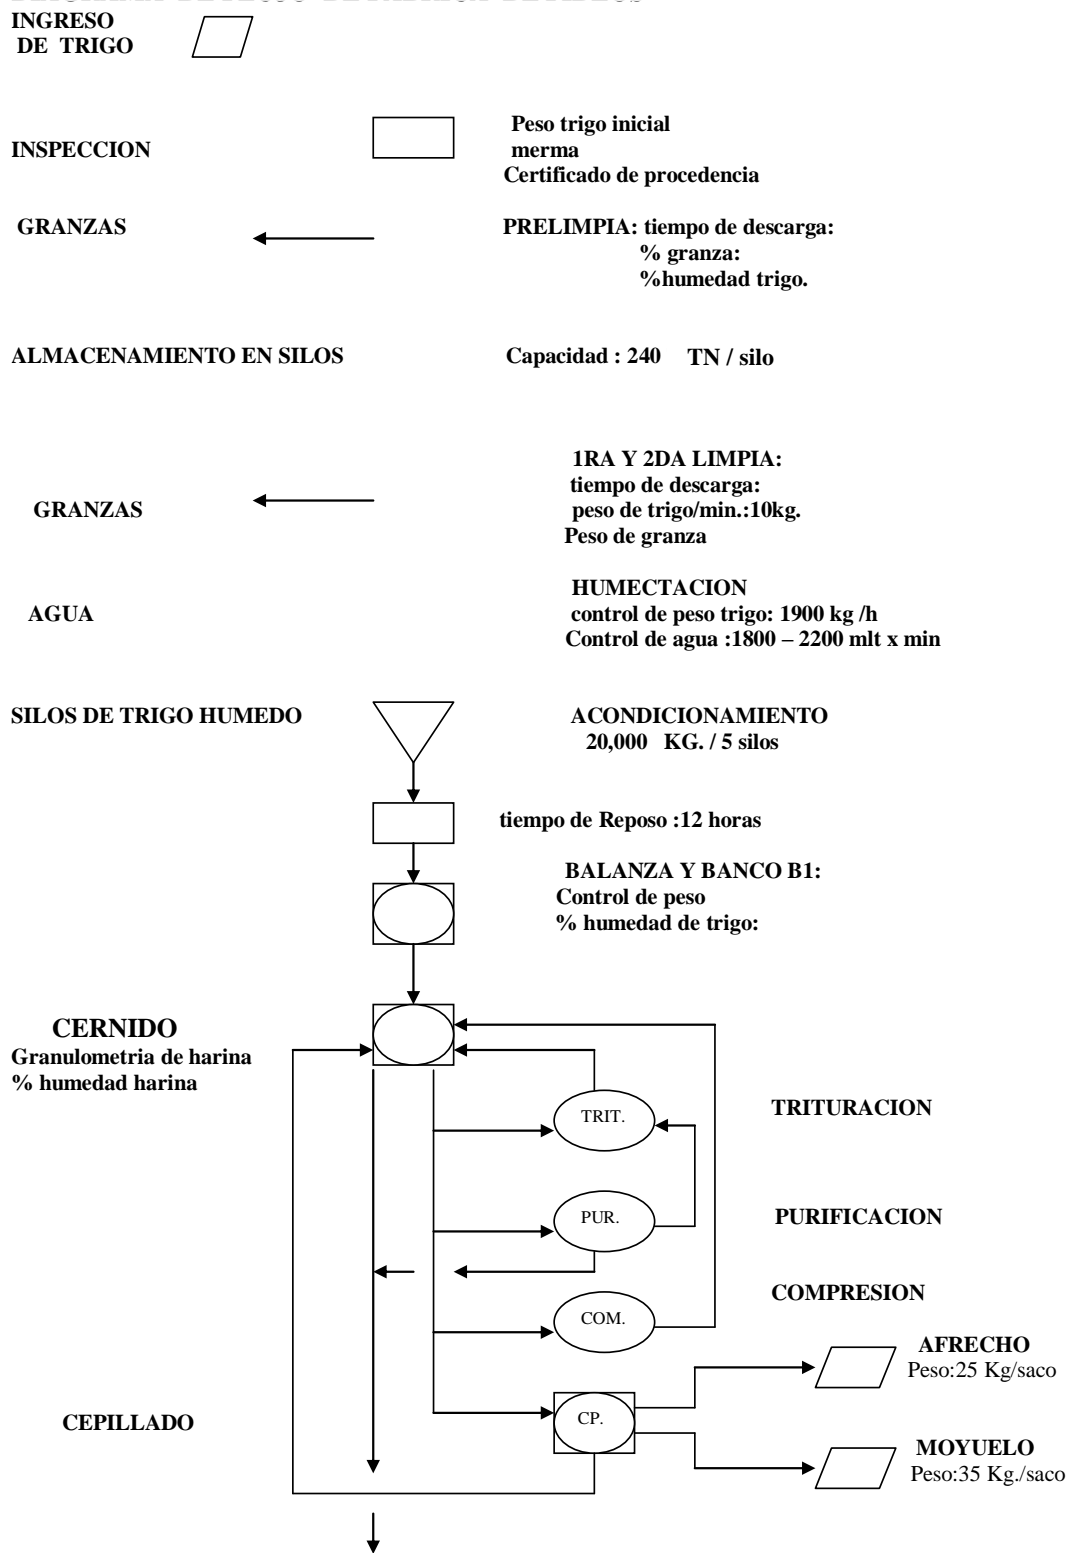 INGRESO
DE TRIGO
Peso trigo inicial
INSPECCION
merma
Certificado de procedencia
GRANZAS
PRELIMPIA: tiempo de descarga:
% granza:
%humedad trigo.
ALMACENAMIENTO EN SILOS
Capacidad : 240 TN / silo
1RA Y 2DA LIMPIA:
tiempo de descarga:
GRANZAS
peso de trigo/min.:10kg.
Peso de granza
HUMECTACION
AGUA
control de peso trigo: 1900 kg /h
Control de agua :1800 – 2200 mlt x min
SILOS DE TRIGO HUMEDO
ACONDICIONAMIENTO
20,000 KG. / 5 silos
tiempo de Reposo :12 horas
BALANZA Y BANCO B1:
Control de peso
% humedad de trigo:
CERNIDO
Granulometria de harina
% humedad harina
TRIT.
TRITURACION
PUR.
PURIFICACION
COMPRESION
COM.
AFRECHO
Peso:25 Kg/saco
CEPILLADO
CP.
MOYUELO
Peso:35 Kg./saco